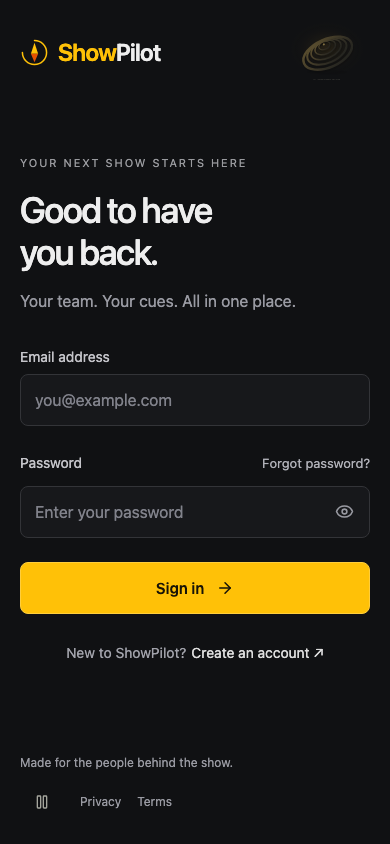 ShowPilot
YOUR NEXT SHOW STARTS HERE
Good to have
you back.
Your team. Your cues. All in one place.
Email address
you@example.com
Password
Forgot password?
Enter your password
Sign in →
New to ShowPilot? Create an account ↗
Made for the people behind the show.
Privacy
Terms